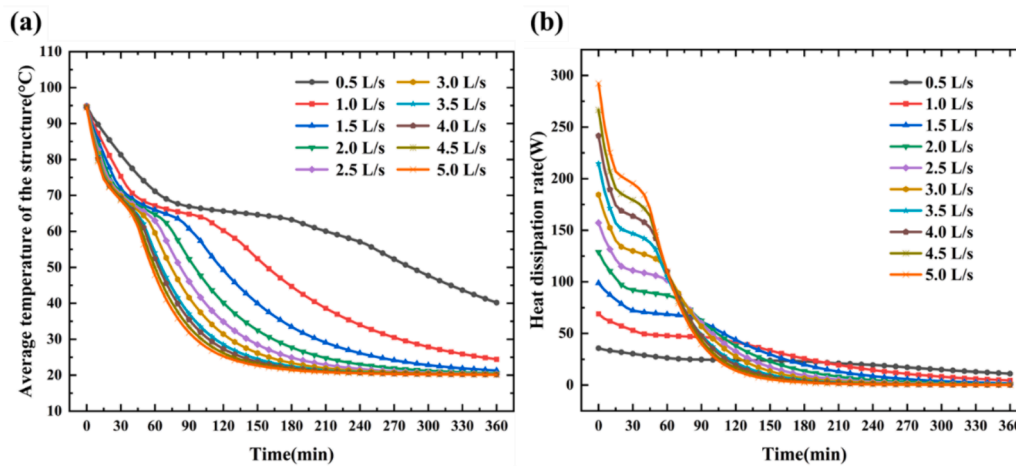 (a)
Average temperature of the structure(°C)
110
100
90
80
70
60
50
40
30
20
10
0.5 L/s
1.0 L/s
1.5 L/s
2.0 L/s
2.5 L/s
3.0 L/s
3.5 L/s
4.0 L/s
4.5 L/s
5.0 L/s
0 30 60 90 120 150 180 210 240 270 300 330 360
Time(min)
(b)
Heat dissipation rate(W)
300
250
200
150
100
50
0
0.5 L/s
1.0 L/s
1.5 L/s
2.0 L/s
2.5 L/s
3.0 L/s
3.5 L/s
4.0 L/s
4.5 L/s
5.0 L/s
0 30 60 90 120 150 180 210 240 270 300 330 360
Time(min)